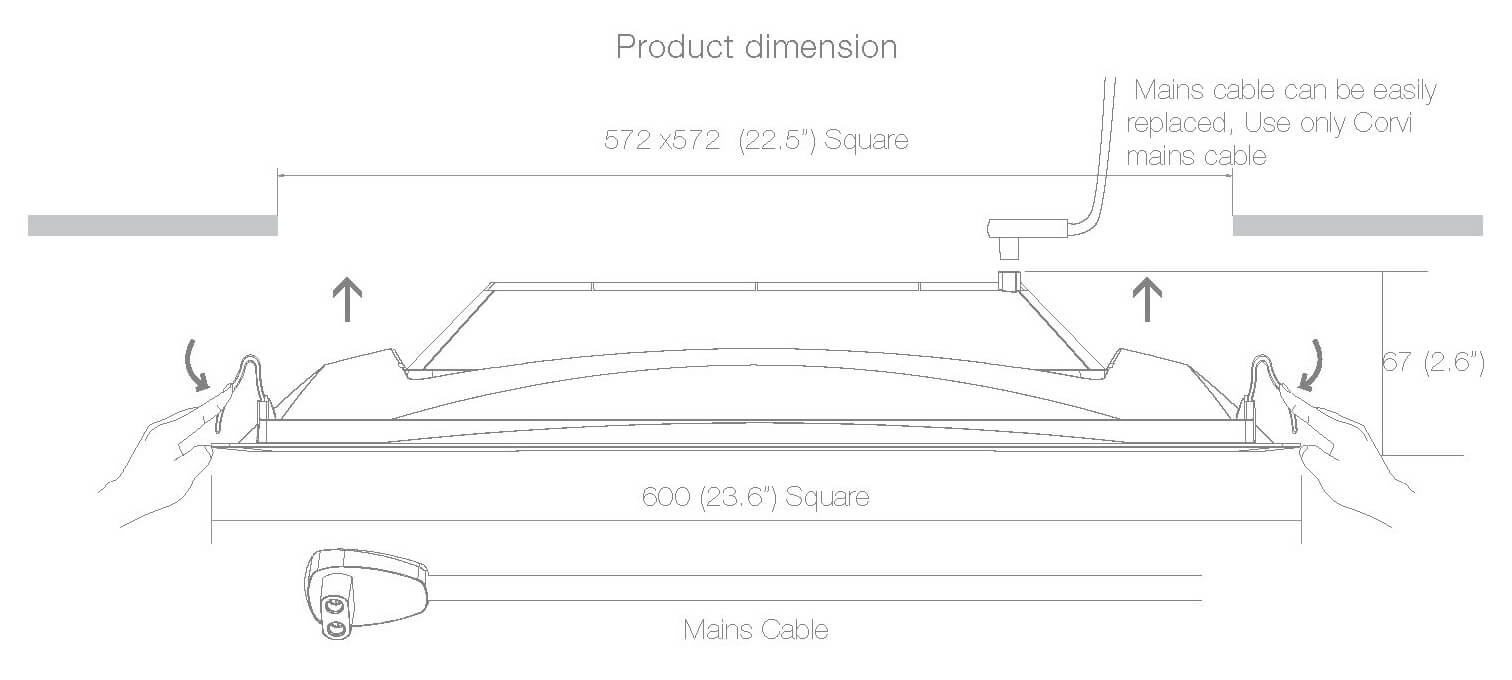 Product dimension
Mains cable can be easily
replaced, Use only Corvi
mains cable
572 x572 (22.5") Square
67 (2.6")
600 (23.6") Square
Mains Cable